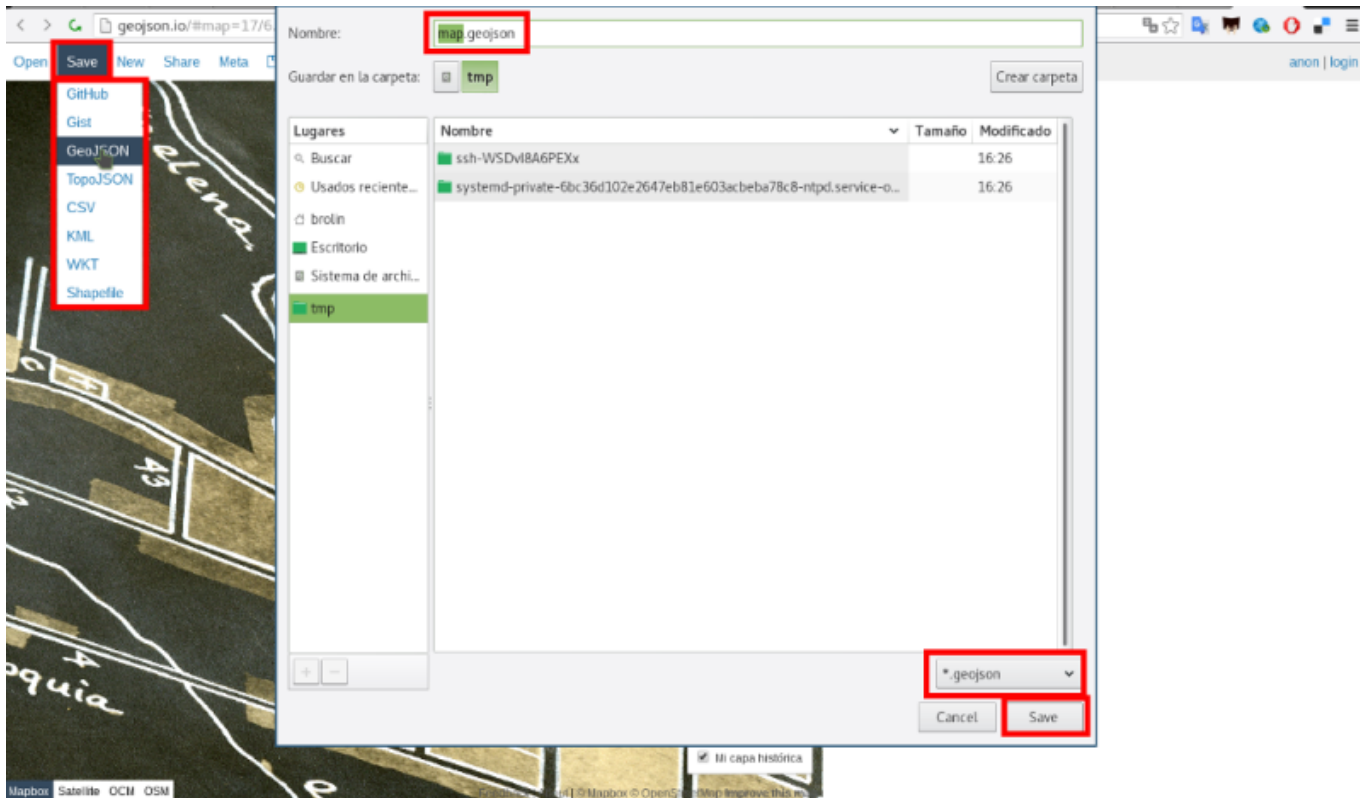 geojson.io/#map=17/6.
Open Save New Share Meta
anon | login
GitHub
Gist
GeoJSON
TopoJSON
CSV
KML
WKT
Shapefile
Nombre:
map.geojson
Guardar en la carpeta:
tmp
Crear carpeta
Lugares
Buscar
Usados reciente...
brolin
Escritorio
Sistema de archi...
tmp
Nombre Tamaño Modificado
ssh-WSDvI8A6PEXx 16:26
systemd-private-6bc36d102e2647eb81e603acbeba78c8-ntpd.service-o... 16:26
*.geojson
Cancel Save
elena,
C
H
43
4
oquia
Mi capa histórica
Mapbox Satellite OCM OSM
© Mapbox © OpenStreetMap Improve this map